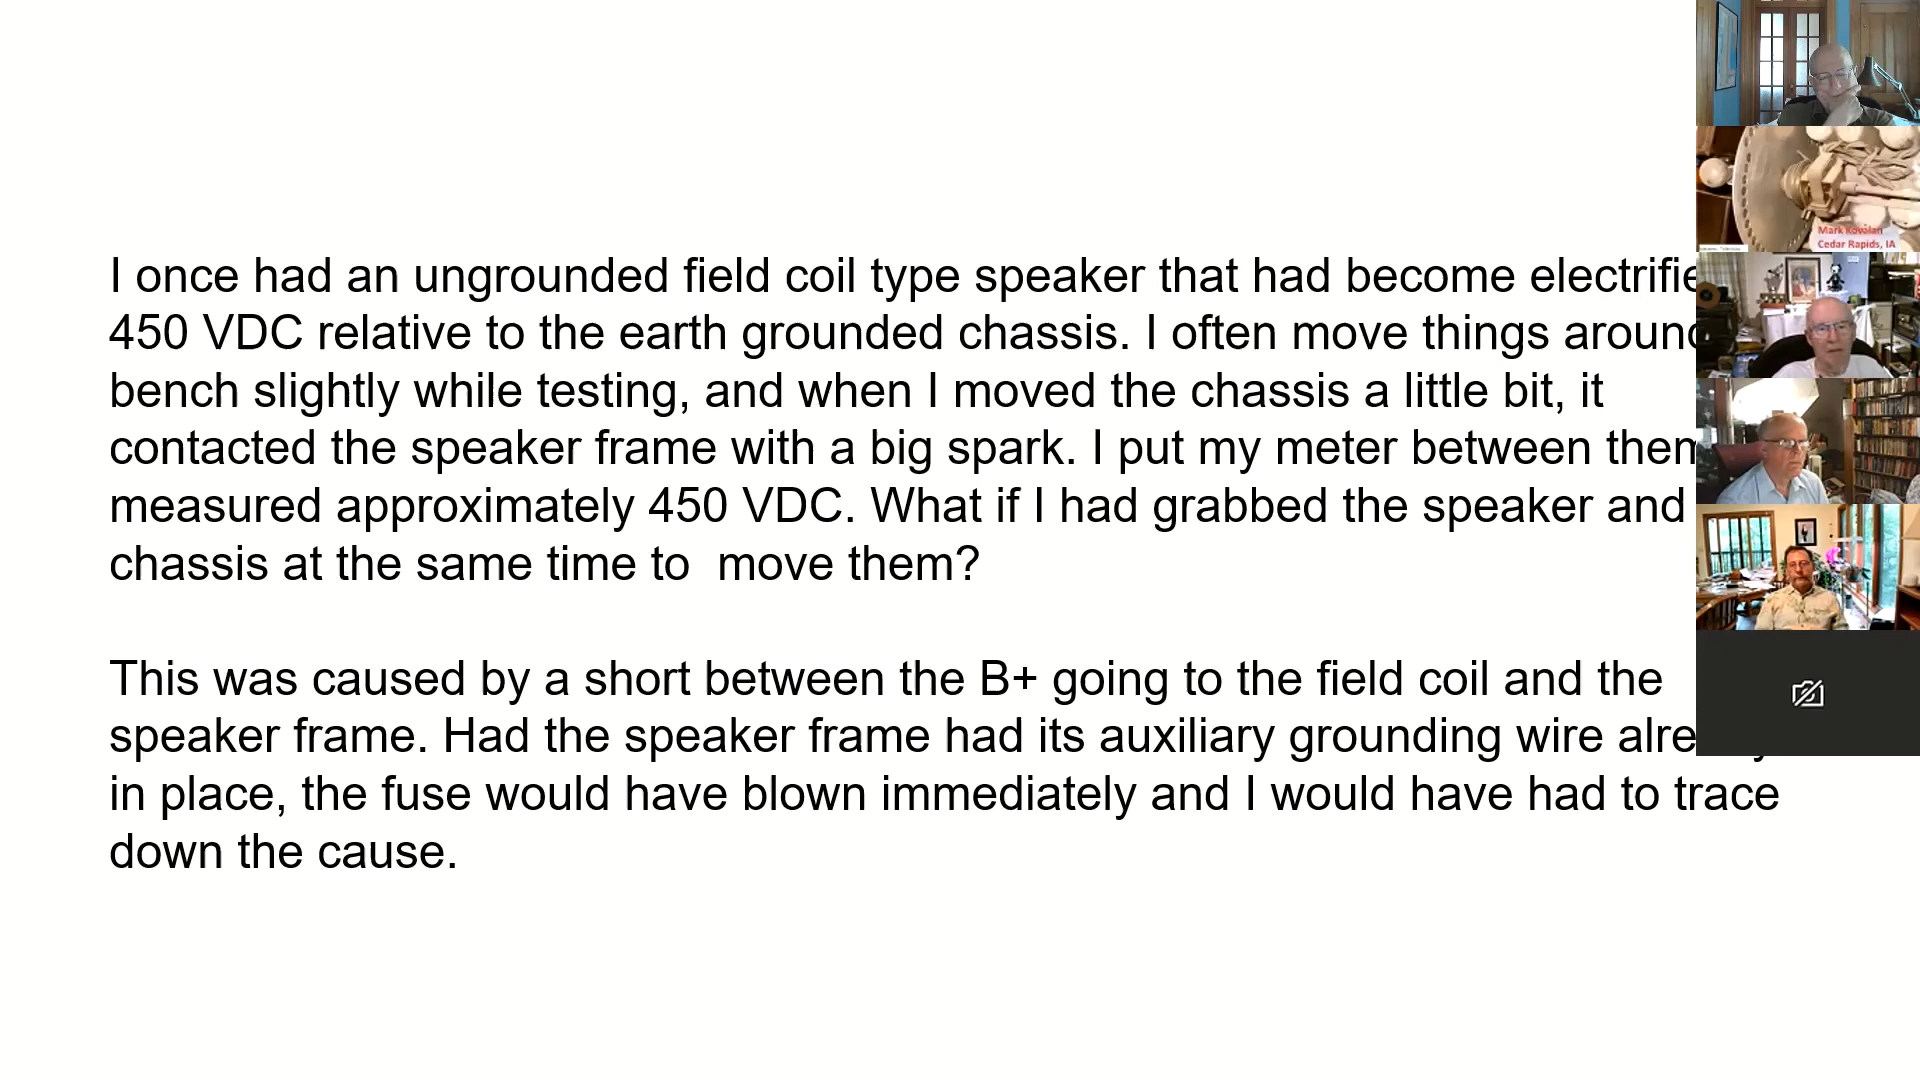 I once had an ungrounded field coil type speaker that had become electrifie
450 VDC relative to the earth grounded chassis. I often move things around
bench slightly while testing, and when I moved the chassis a little bit, it
contacted the speaker frame with a big spark. I put my meter between them
measured approximately 450 VDC. What if I had grabbed the speaker and
chassis at the same time to  move them?
This was caused by a short between the B+ going to the field coil and the
speaker frame. Had the speaker frame had its auxiliary grounding wire alre
in place, the fuse would have blown immediately and I would have had to trace
down the cause.
Mark Kovalan
Cedar Rapids, IA